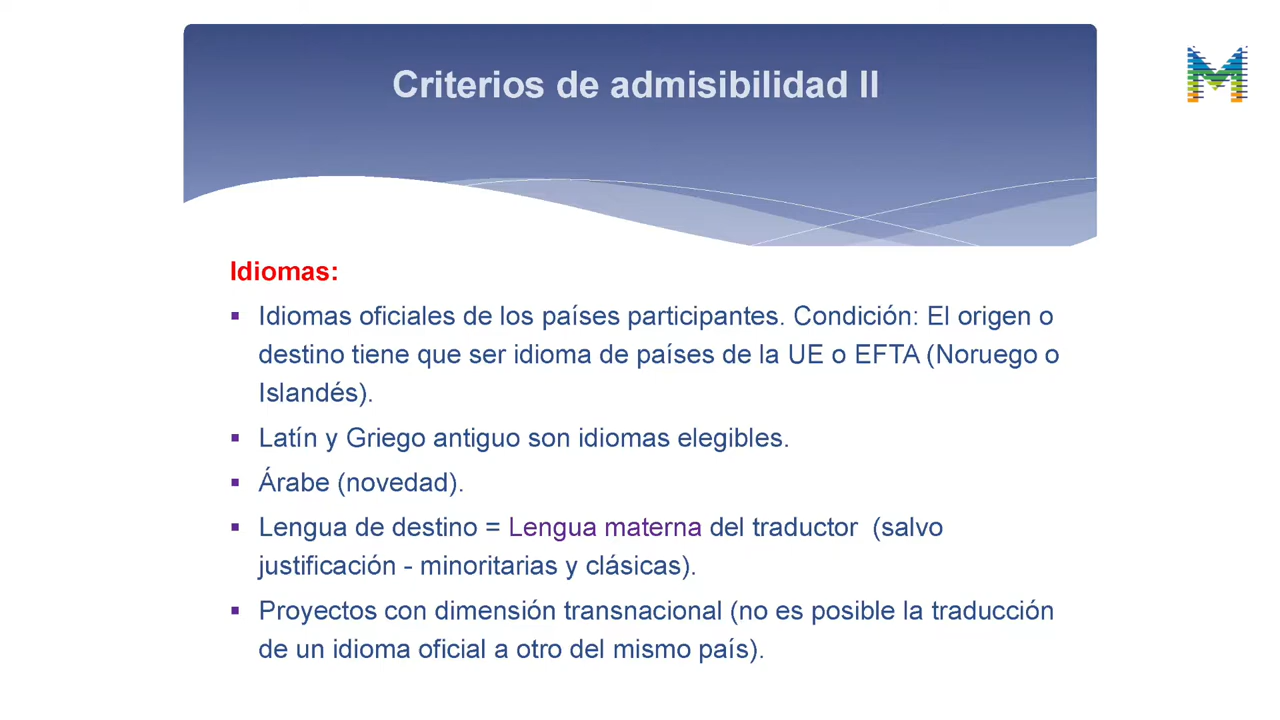 Criterios de admisibilidad II
Idiomas:
▪ Idiomas oficiales de los países participantes. Condición: El origen o
destino tiene que ser idioma de países de la UE o EFTA (Noruego o
Islandés).
▪ Latín y Griego antiguo son idiomas elegibles.
▪ Árabe (novedad).
▪ Lengua de destino = Lengua materna del traductor (salvo
justificación - minoritarias y clásicas).
▪ Proyectos con dimensión transnacional (no es posible la traducción
de un idioma oficial a otro del mismo país).